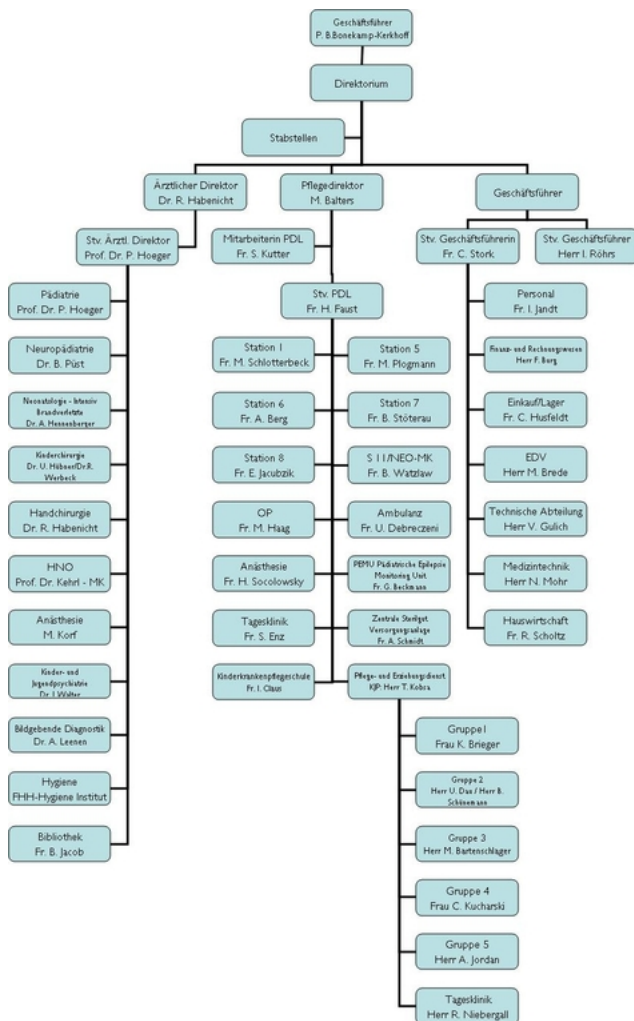 Geschäftsführer
P. B.Bonekamp-Kerkhoff
Direktorium
Stabstellen
Ärztlicher Direktor
Dr. R. Habenicht
Pflegedirektor
M. Balters
Geschäftsführer
Stv. Ärztl. Direktor
Prof. Dr. P. Hoeger
Mitarbeiterin PDL
Fr. S. Kutter
Stv. Geschäftsführerin
Fr. C. Stork
Stv. Geschäftsführer
Herr I. Röhrs
Stv. PDL
Fr. H. Faust
Pädiatrie
Prof. Dr. P. Hoeger
Neuropädiatrie
Dr. B. Püst
Neonatologie - Intensiv
Brandverletzte
Dr. A. Hennenberger
Kinderchirurgie
Dr. U. Hübner/Dr.R.
Werbeck
Handchirurgie
Dr. R. Habenicht
HNO
Prof. Dr. Kehrl - MK
Anästhesie
M. Korf
Kinder- und
Jugendpsychiatrie
Dr. J. Walter
Bildgebende Diagnostik
Dr. A. Leenen
Hygiene
FHH-Hygiene Institut
Bibliothek
Fr. B. Jacob
Station 1
Fr. M. Schlotterbeck
Station 5
Fr. M. Plogmann
Station 6
Fr. A. Berg
Station 7
Fr. B. Stöterau
Station 8
Fr. E. Jacubzik
S 11/NEO-MK
Fr. B. Watzlaw
OP
Fr. M. Haag
Ambulanz
Fr. U. Debreczeni
Anästhesie
Fr. H. Socolowsky
PEMU Pädiatrische Epilepsie
Monitoring Unit
Fr. G. Beckmann
Tagesklinik
Fr. S. Enz
Zentrale Sterilgut
Versorgungsanlage
Fr. A. Schmidt
Kinderkrankenpflegeschule
Fr. I. Claus
Pflege- und Erziehungsdienst
KJP: Herr T. Kobsa
Gruppe1
Frau K. Brieger
Gruppe 2
Herr U. Dau / Herr B.
Schünemann
Gruppe 3
Herr M. Bartenschlager
Gruppe 4
Frau C. Kucharski
Gruppe 5
Herr A. Jordan
Tagesklinik
Herr R. Niebergall
Personal
Fr. I. Jandt
Finanz- und Rechnungswesen
Herr F. Burg
Einkauf/Lager
Fr. C. Husfeldt
EDV
Herr M. Brede
Technische Abteilung
Herr V. Gulich
Medizintechnik
Herr N. Mohr
Hauswirtschaft
Fr. R. Scholtz